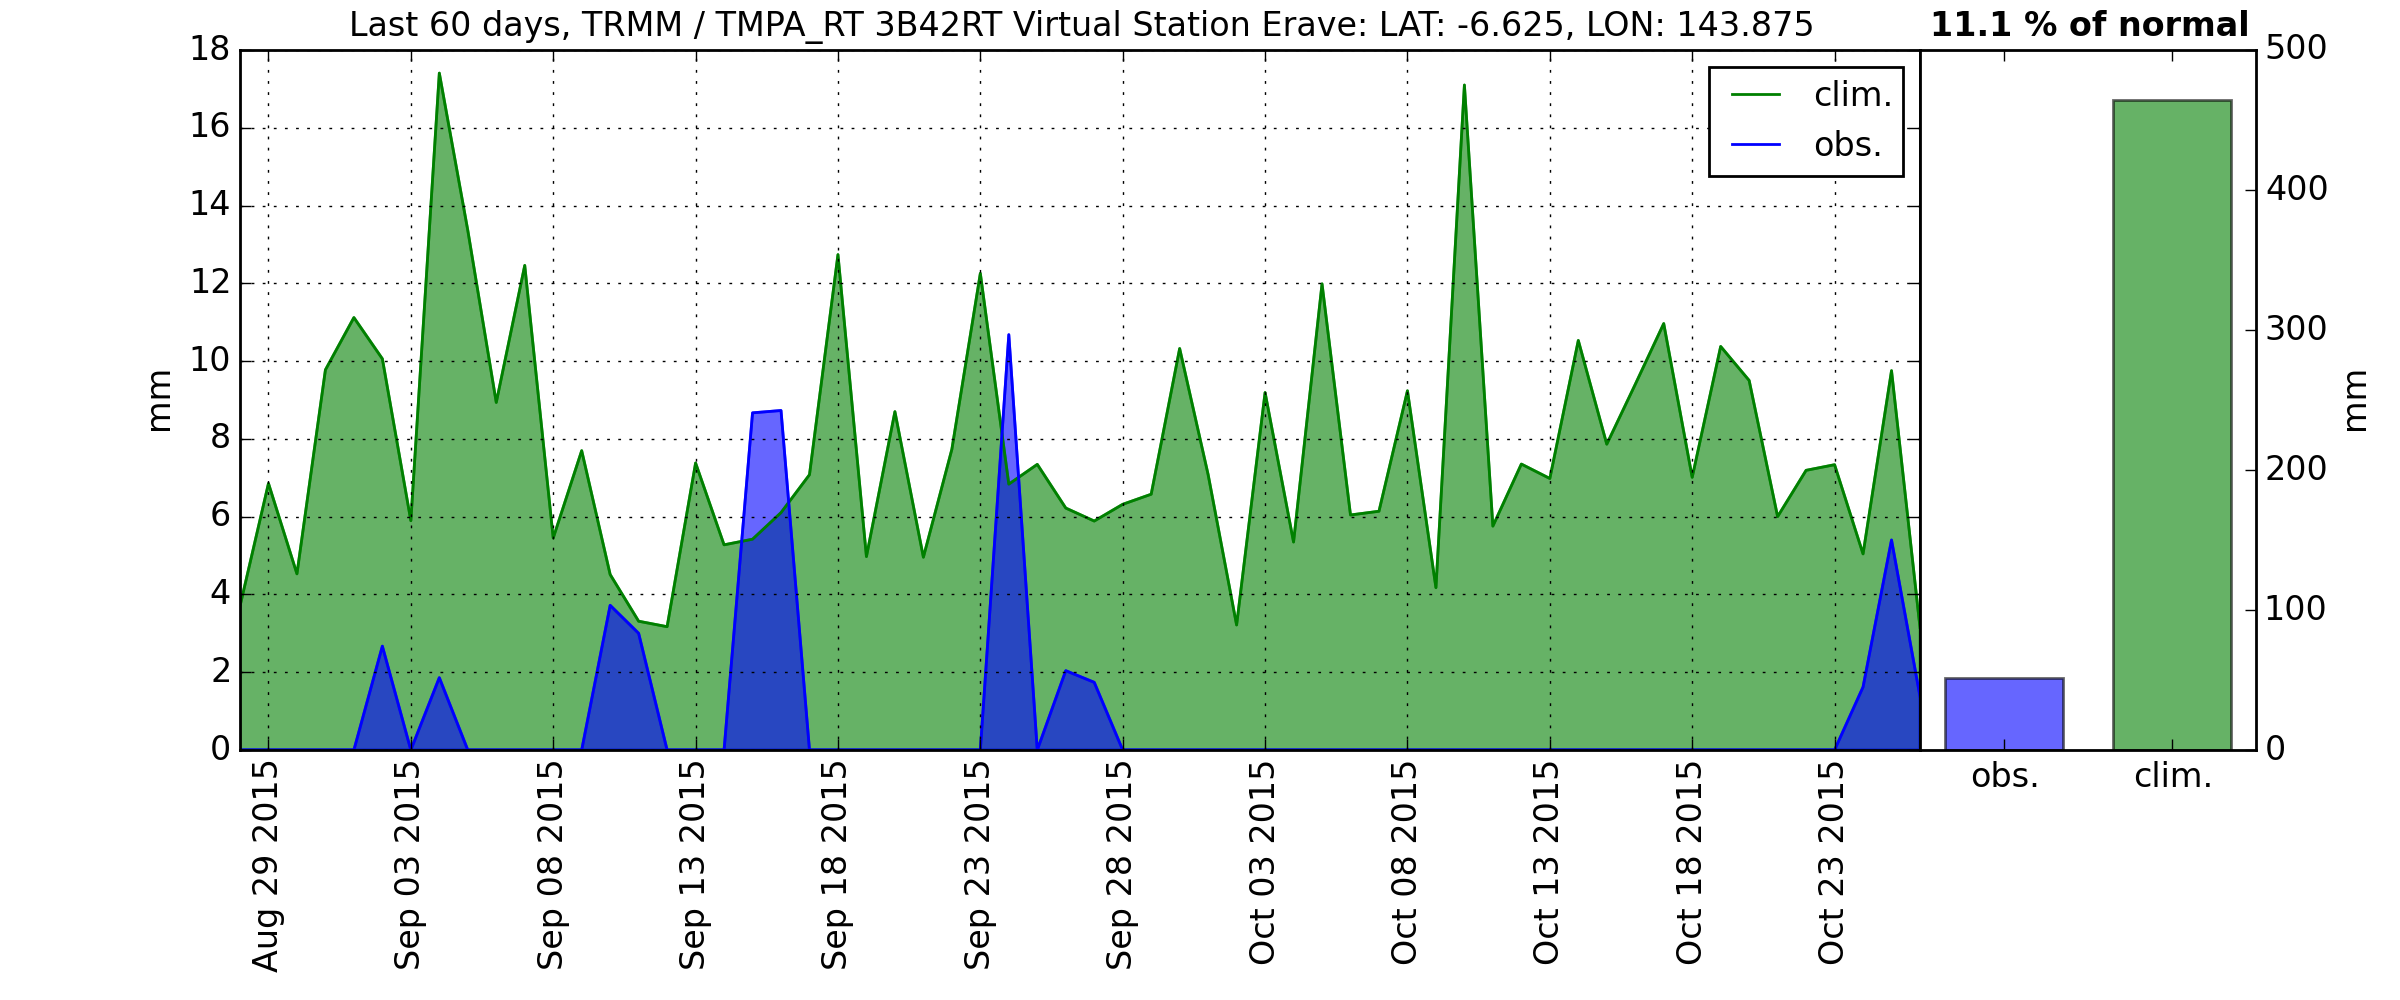 Last 60 days, TRMM / TMPA_RT 3B42RT Virtual Station Erave: LAT: -6.625, LON: 143.875
11.1 % of normal
18
16
14
12
10
8
6
4
2
0
mm
clim.
obs.
500
400
300
200
100
0
mm
Aug 29 2015
Sep 03 2015
Sep 08 2015
Sep 13 2015
Sep 18 2015
Sep 23 2015
Sep 28 2015
Oct 03 2015
Oct 08 2015
Oct 13 2015
Oct 18 2015
Oct 23 2015
obs.
clim.